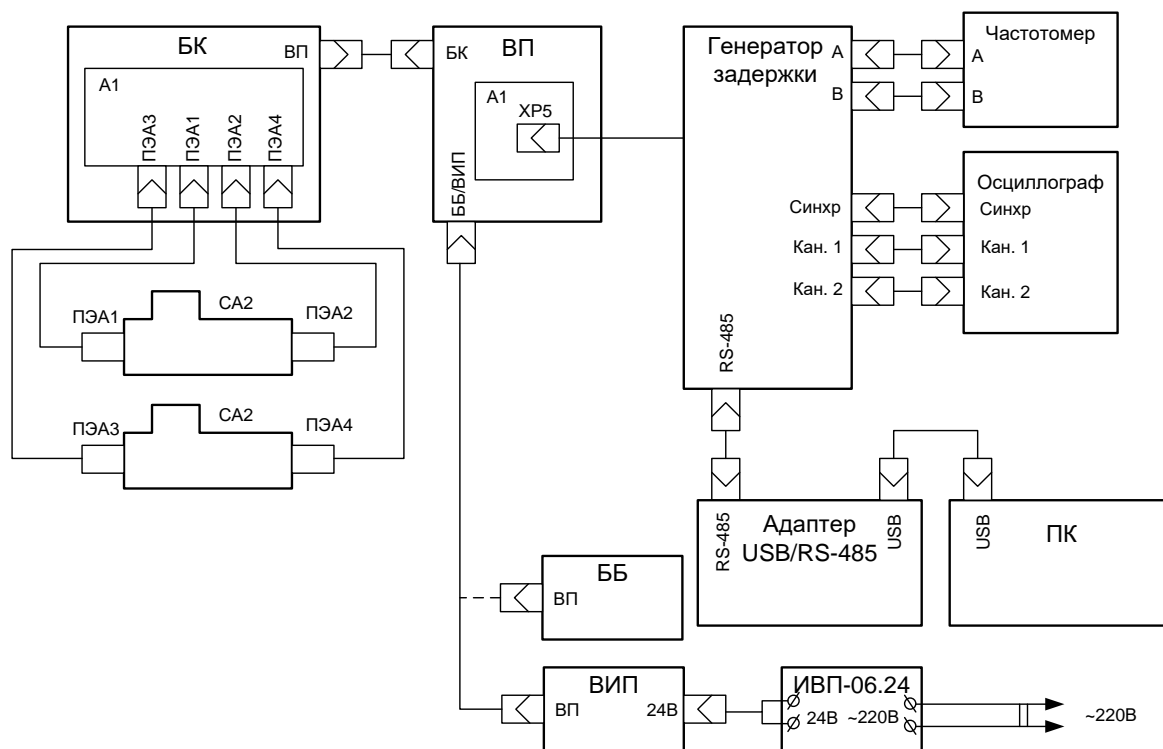 БК
ВП
А1
ПЭА3
ПЭА1
ПЭА2
ПЭА4
ВП
БК
А1
ХР5
ББ/ВИП
Генератор
задержки
А
В
Синхр
Кан. 1
Кан. 2
RS-485
Частотомер
А
В
Осциллограф
Синхр
Кан. 1
Кан. 2
ПЭА1
СА2
ПЭА2
ПЭА3
СА2
ПЭА4
RS-485
Адаптер
USB/RS-485
USB
USB
ПК
ББ
ВП
ВИП
ВП
24В
ИВП-06.24
24В
~220В
~220В